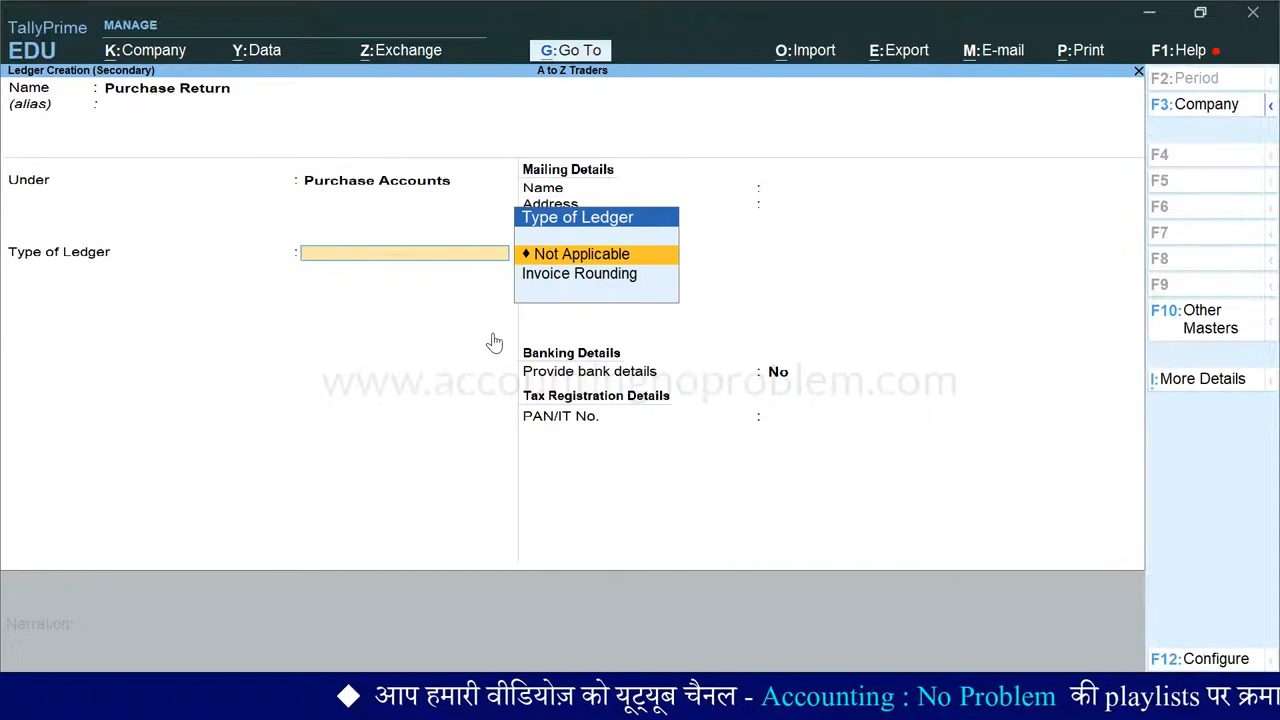 TallyPrime
MANAGE
EDU
K:Company
Y:Data
Z:Exchange
G:Go To
O:Import
E:Export
M:E-mail
P:Print
F1:Help
Ledger Creation (Secondary)
A to Z Traders
Name : Purchase Return
(alias) :
Under : Purchase Accounts
Type of Ledger :
Mailing Details
Name :
Address :
Type of Ledger
♦ Not Applicable
Invoice Rounding
Banking Details
Provide bank details : No
Tax Registration Details
PAN/IT No. :
www.accountingnoproblem.com
Narration:
F2:Period
F3:Company
F4
F5
F6
F7
F8
F9
F10:Other Masters
I:More Details
F12:Configure
◆ आप हमारी वीडियोज़ को यूट्यूब चैनल - Accounting : No Problem की playlists पर